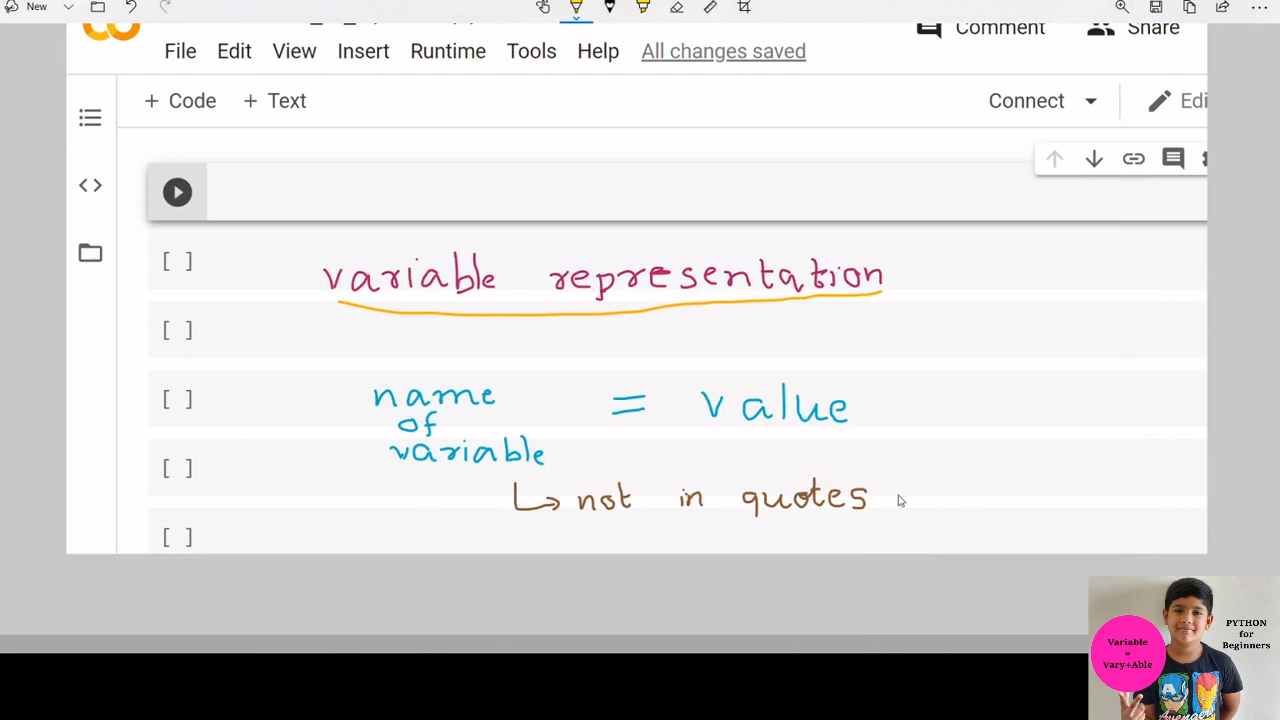 New
Comment
Share
File Edit View Insert Runtime Tools Help All changes saved
+ Code + Text
Connect
Edi
[ ]
variable representation
[ ]
[ ]
name = value
of
variable
[ ]
↳ not in quotes
[ ]
PYTHON
for
Beginners
Variable
=
Vary+Able